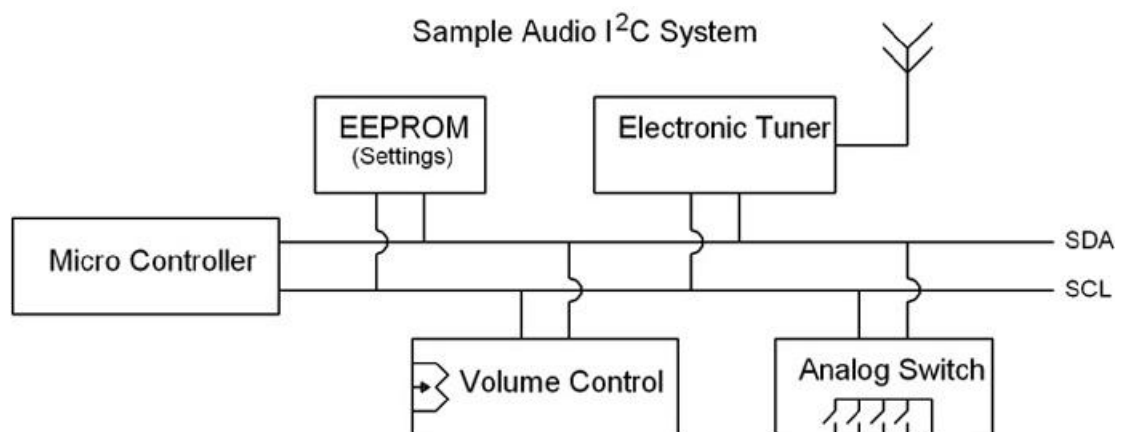 Sample Audio I²C System
EEPROM
(Settings)
Electronic Tuner
Micro Controller
SDA
SCL
Volume Control
Analog Switch